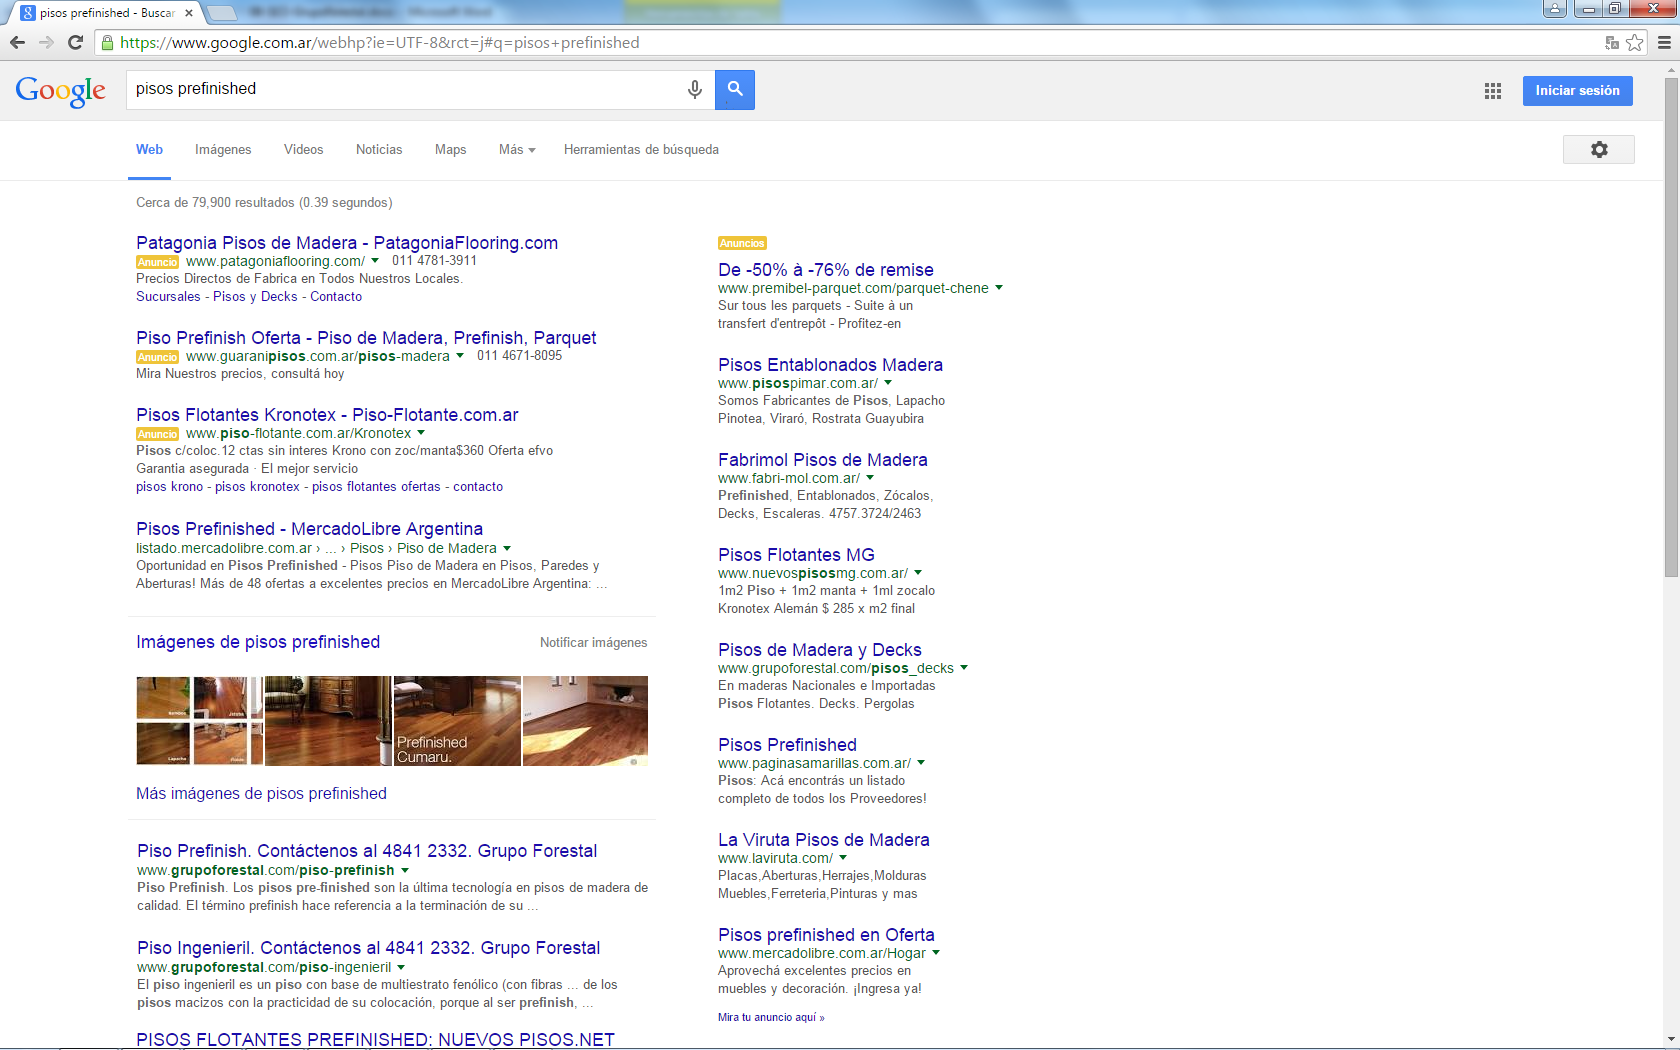 pisos prefinished - Buscar
https://www.google.com.ar/webhp?ie=UTF-8&rct=j#q=pisos+prefinished
Google
pisos prefinished
Iniciar sesión
Web
Imágenes
Videos
Noticias
Maps
Más
Herramientas de búsqueda
Cerca de 79,900 resultados (0.39 segundos)
Patagonia Pisos de Madera - PatagoniaFlooring.com
Anuncio www.patagoniaflooring.com/ 011 4781-3911
Precios Directos de Fabrica en Todos Nuestros Locales.
Sucursales - Pisos y Decks - Contacto
Piso Prefinish Oferta - Piso de Madera, Prefinish, Parquet
Anuncio www.guaranipisos.com.ar/pisos-madera 011 4671-8095
Mira Nuestros precios, consultá hoy
Pisos Flotantes Kronotex - Piso-Flotante.com.ar
Anuncio www.piso-flotante.com.ar/Kronotex
Pisos c/coloc.12 ctas sin interes Krono con zoc/manta$360 Oferta efvo
Garantia asegurada · El mejor servicio
pisos krono - pisos kronotex - pisos flotantes ofertas - contacto
Pisos Prefinished - MercadoLibre Argentina
listado.mercadolibre.com.ar › ... › Pisos › Piso de Madera
Oportunidad en Pisos Prefinished - Pisos Piso de Madera en Pisos, Paredes y
Aberturas! Más de 48 ofertas a excelentes precios en MercadoLibre Argentina: ...
Imágenes de pisos prefinished
Notificar imágenes
Prefinished
Cumaru.
Más imágenes de pisos prefinished
Piso Prefinish. Contáctenos al 4841 2332. Grupo Forestal
www.grupoforestal.com/piso-prefinish
Piso Prefinish. Los pisos pre-finished son la última tecnología en pisos de madera de
calidad. El término prefinish hace referencia a la terminación de su ...
Piso Ingenieril. Contáctenos al 4841 2332. Grupo Forestal
www.grupoforestal.com/piso-ingenieril
El piso ingenieril es un piso con base de multiestrato fenólico (con fibras ... de los
pisos macizos con la practicidad de su colocación, porque al ser prefinish, ...
PISOS FLOTANTES PREFINISHED: NUEVOS PISOS.NET
Anuncios
De -50% à -76% de remise
www.premibel-parquet.com/parquet-chene
Sur tous les parquets - Suite à un
transfert d'entrepôt - Profitez-en
Pisos Entablonados Madera
www.pisospimar.com.ar/
Somos Fabricantes de Pisos, Lapacho
Pinotea, Viraró, Rostrata Guayubira
Fabrimol Pisos de Madera
www.fabri-mol.com.ar/
Prefinished, Entablonados, Zócalos,
Decks, Escaleras. 4757.3724/2463
Pisos Flotantes MG
www.nuevospisosmg.com.ar/
1m2 Piso + 1m2 manta + 1ml zocalo
Kronotex Alemán $ 285 x m2 final
Pisos de Madera y Decks
www.grupoforestal.com/pisos_decks
En maderas Nacionales e Importadas
Pisos Flotantes. Decks. Pergolas
Pisos Prefinished
www.paginasamarillas.com.ar/
Pisos: Acá encontrás un listado
completo de todos los Proveedores!
La Viruta Pisos de Madera
www.laviruta.com/
Placas,Aberturas,Herrajes,Molduras
Muebles,Ferreteria,Pinturas y mas
Pisos prefinished en Oferta
www.mercadolibre.com.ar/Hogar
Aprovechá excelentes precios en
muebles y decoración. ¡Ingresa ya!
Mira tu anuncio aquí »